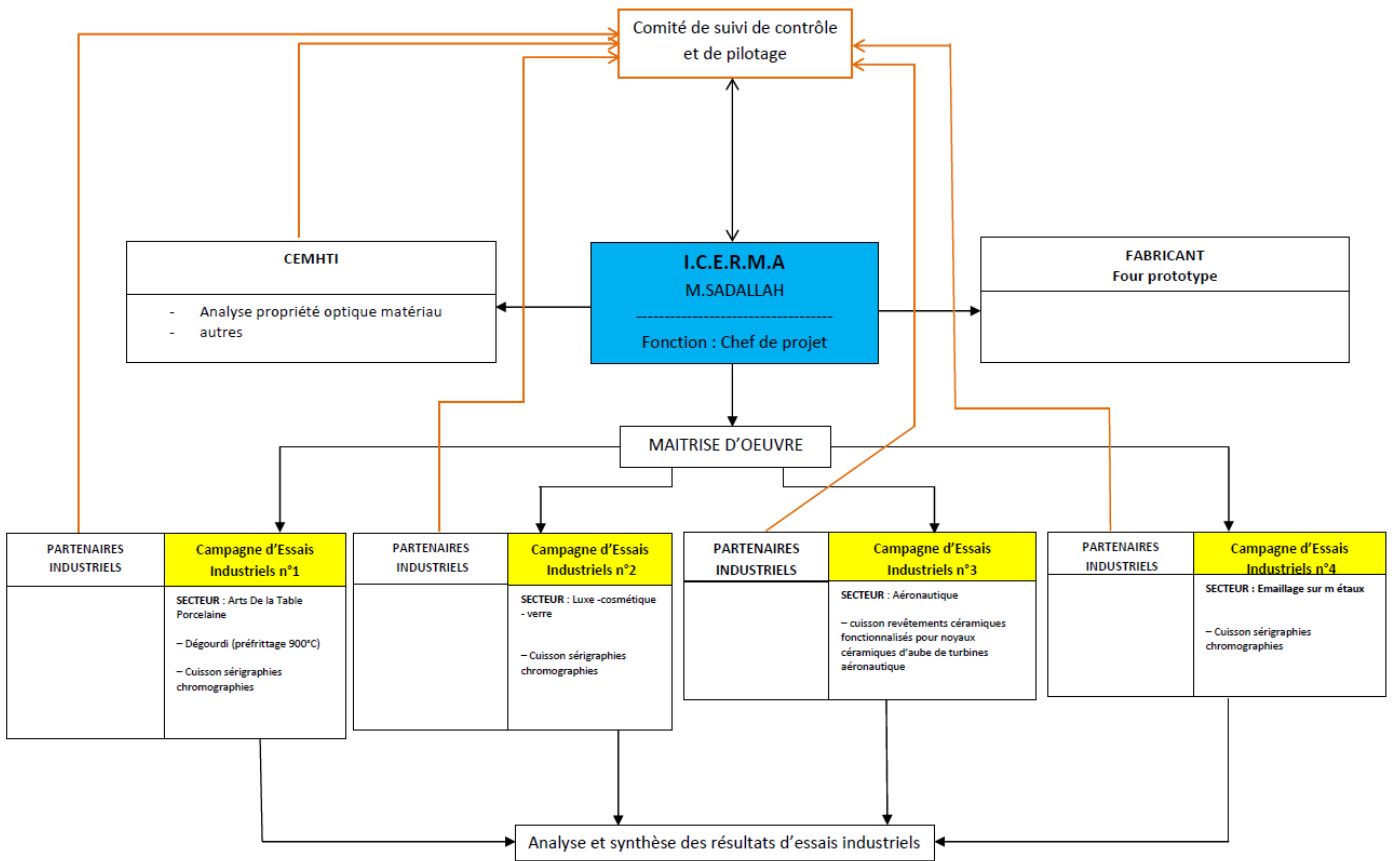 Comité de suivi de contrôle
et de pilotage
CEMHTI
- Analyse propriété optique matériau
- autres
I.C.E.R.M.A
M.SADALLAH
-----------------------------------
Fonction : Chef de projet
FABRICANT
Four prototype
MAITRISE D’OEUVRE
PARTENAIRES
INDUSTRIELS
Campagne d’Essais
Industriels n°1
SECTEUR : Arts De la Table
Porcelaine
– Dégourdi (préfrittage 900°C)
– Cuisson sérigraphies
chromographies
PARTENAIRES
INDUSTRIELS
Campagne d’Essais
Industriels n°2
SECTEUR : Luxe -cosmétique
- verre
– Cuisson sérigraphies
chromographies
PARTENAIRES
INDUSTRIELS
Campagne d’Essais
Industriels n°3
SECTEUR : Aéronautique
– cuisson revêtements céramiques
fonctionnalisés pour noyaux
céramiques d’aube de turbines
aéronautique
PARTENAIRES
INDUSTRIELS
Campagne d’Essais
Industriels n°4
SECTEUR : Emaillage sur m étaux
– Cuisson sérigraphies
chromographies
Analyse et synthèse des résultats d’essais industriels